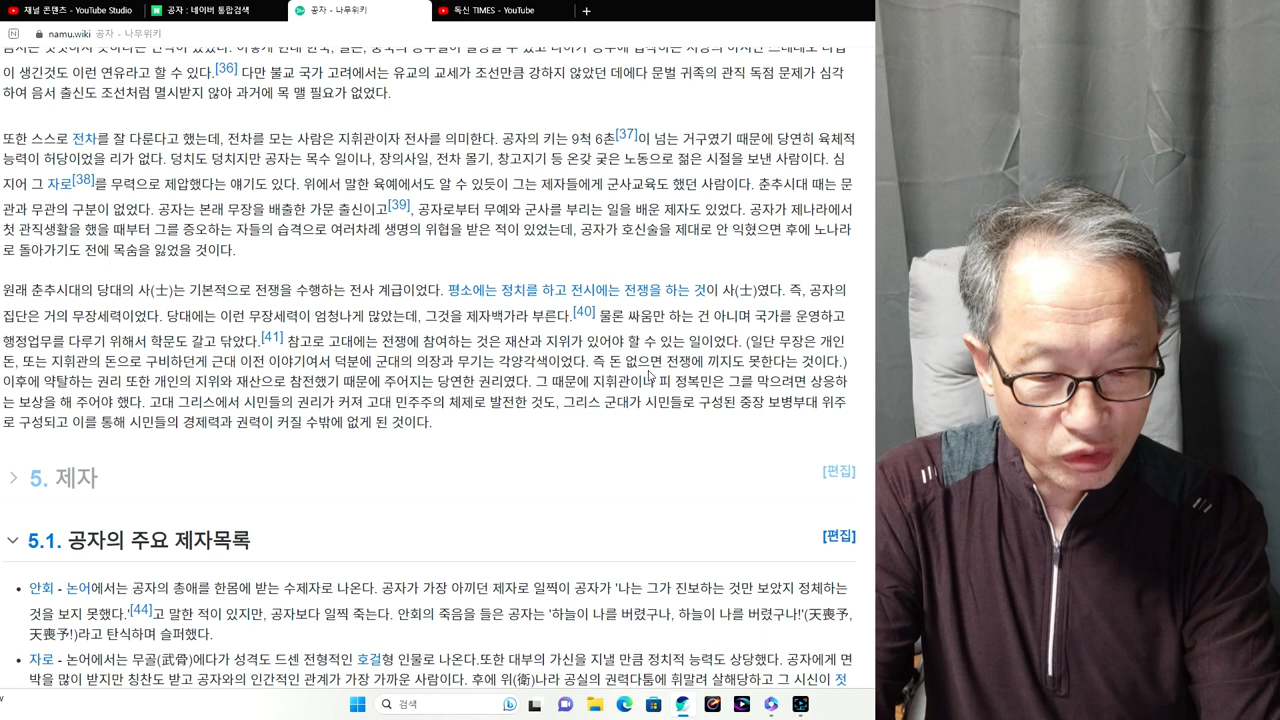 채널 콘텐츠 - YouTube Studio
공자 : 네이버 통합검색
공자 - 나무위키
독신 TIMES - YouTube
namu.wiki 공자 - 나무위키
이 생긴것도 이런 연유라고 할 수 있다.[36] 다만 불교 국가 고려에서는 유교의 교세가 조선만큼 강하지 않았던 데에다 문벌 귀족의 관직 독점 문제가 심각
하여 음서 출신도 조선처럼 멸시받지 않아 과거에 목 맬 필요가 없었다.
또한 스스로 전차를 잘 다룬다고 했는데, 전차를 모는 사람은 지휘관이자 전사를 의미한다. 공자의 키는 9척 6촌[37]이 넘는 거구였기 때문에 당연히 육체적
능력이 허당이었을 리가 없다. 덩치도 덩치지만 공자는 목수 일이나, 장의사일, 전차 몰기, 창고지기 등 온갖 궂은 노동으로 젊은 시절을 보낸 사람이다. 심
지어 그 자로[38]를 무력으로 제압했다는 얘기도 있다. 위에서 말한 육예에서도 알 수 있듯이 그는 제자들에게 군사교육도 했던 사람이다. 춘추시대 때는 문
관과 무관의 구분이 없었다. 공자는 본래 무장을 배출한 가문 출신이고[39], 공자로부터 무예와 군사를 부리는 일을 배운 제자도 있었다. 공자가 제나라에서
첫 관직생활을 했을 때부터 그를 증오하는 자들의 습격으로 여러차례 생명의 위협을 받은 적이 있었는데, 공자가 호신술을 제대로 안 익혔으면 후에 노나라
로 돌아가기도 전에 목숨을 잃었을 것이다.
원래 춘추시대의 당대의 사(士)는 기본적으로 전쟁을 수행하는 전사 계급이었다. 평소에는 정치를 하고 전시에는 전쟁을 하는 것이 사(士)였다. 즉, 공자의
집단은 거의 무장세력이었다. 당대에는 이런 무장세력이 엄청나게 많았는데, 그것을 제자백가라 부른다.[40] 물론 싸움만 하는 건 아니며 국가를 운영하고
행정업무를 다루기 위해서 학문도 갈고 닦았다.[41] 참고로 고대에는 전쟁에 참여하는 것은 재산과 지위가 있어야 할 수 있는 일이었다. (일단 무장은 개인
돈, 또는 지휘관의 돈으로 구비하던게 근대 이전 이야기여서 덕분에 군대의 의장과 무기는 각양각색이었다. 즉 돈 없으면 전쟁에 끼지도 못한다는 것이다.)
이후에 약탈하는 권리 또한 개인의 지위와 재산으로 참전했기 때문에 주어지는 당연한 권리였다. 그 때문에 지휘관이나 피 정복민은 그를 막으려면 상응하
는 보상을 해 주어야 했다. 고대 그리스에서 시민들의 권리가 커져 고대 민주주의 체제로 발전한 것도, 그리스 군대가 시민들로 구성된 중장 보병부대 위주
로 구성되고 이를 통해 시민들의 경제력과 권력이 커질 수밖에 없게 된 것이다.
5. 제자
[편집]
5.1. 공자의 주요 제자목록
[편집]
안회 - 논어에서는 공자의 총애를 한몸에 받는 수제자로 나온다. 공자가 가장 아끼던 제자로 일찍이 공자가 '나는 그가 진보하는 것만 보았지 정체하는
것을 보지 못했다.'[44]고 말한 적이 있지만, 공자보다 일찍 죽는다. 안회의 죽음을 들은 공자는 '하늘이 나를 버렸구나, 하늘이 나를 버렸구나!'(天喪予,
天喪予!)라고 탄식하며 슬퍼했다.
자로 - 논어에서는 무골(武骨)에다가 성격도 드센 전형적인 호걸형 인물로 나온다.또한 대부의 가신을 지낼 만큼 정치적 능력도 상당했다. 공자에게 면
박을 많이 받지만 칭찬도 받고 공자와의 인간적인 관계가 가장 가까운 사람이다. 후에 위(衛)나라 공실의 권력다툼에 휘말려 살해당하고 그 시신이 젓
검색